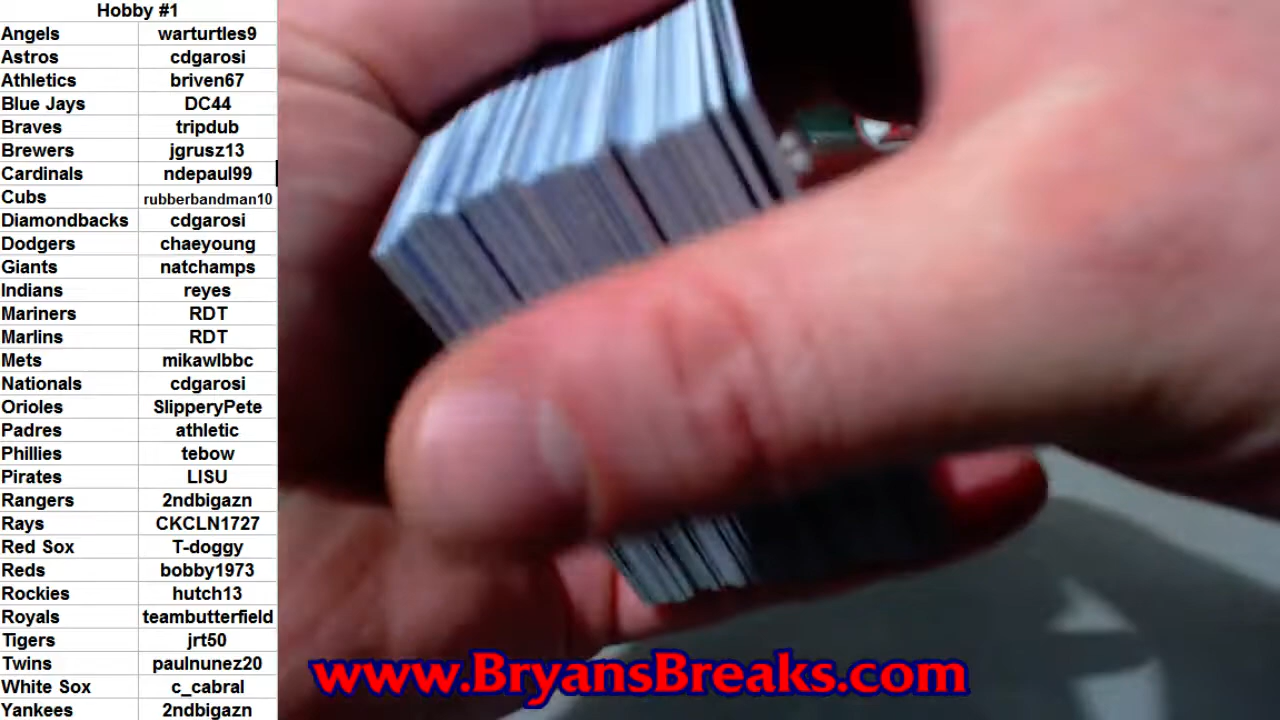 Hobby #1
Angels warturtles9
Astros cdgarosi
Athletics briven67
Blue Jays DC44
Braves tripdub
Brewers jgrusz13
Cardinals ndepaul99
Cubs rubberbandman10
Diamondbacks cdgarosi
Dodgers chaeyoung
Giants natchamps
Indians reyes
Mariners RDT
Marlins RDT
Mets mikawlbbc
Nationals cdgarosi
Orioles SlipperyPete
Padres athletic
Phillies tebow
Pirates LISU
Rangers 2ndbigazn
Rays CKCLN1727
Red Sox T-doggy
Reds bobby1973
Rockies hutch13
Royals teambutterfield
Tigers jrt50
Twins paulnunez20
White Sox c_cabral
Yankees 2ndbigazn
www.BryansBreaks.com